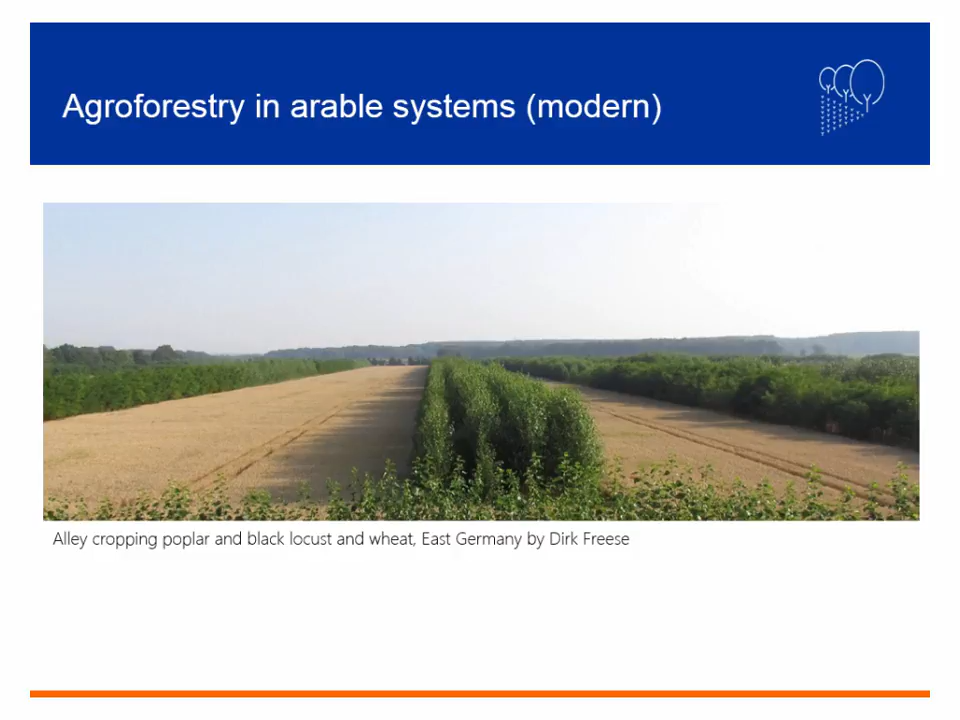 Agroforestry in arable systems (modern)
Alley cropping poplar and black locust and wheat, East Germany by Dirk Freese